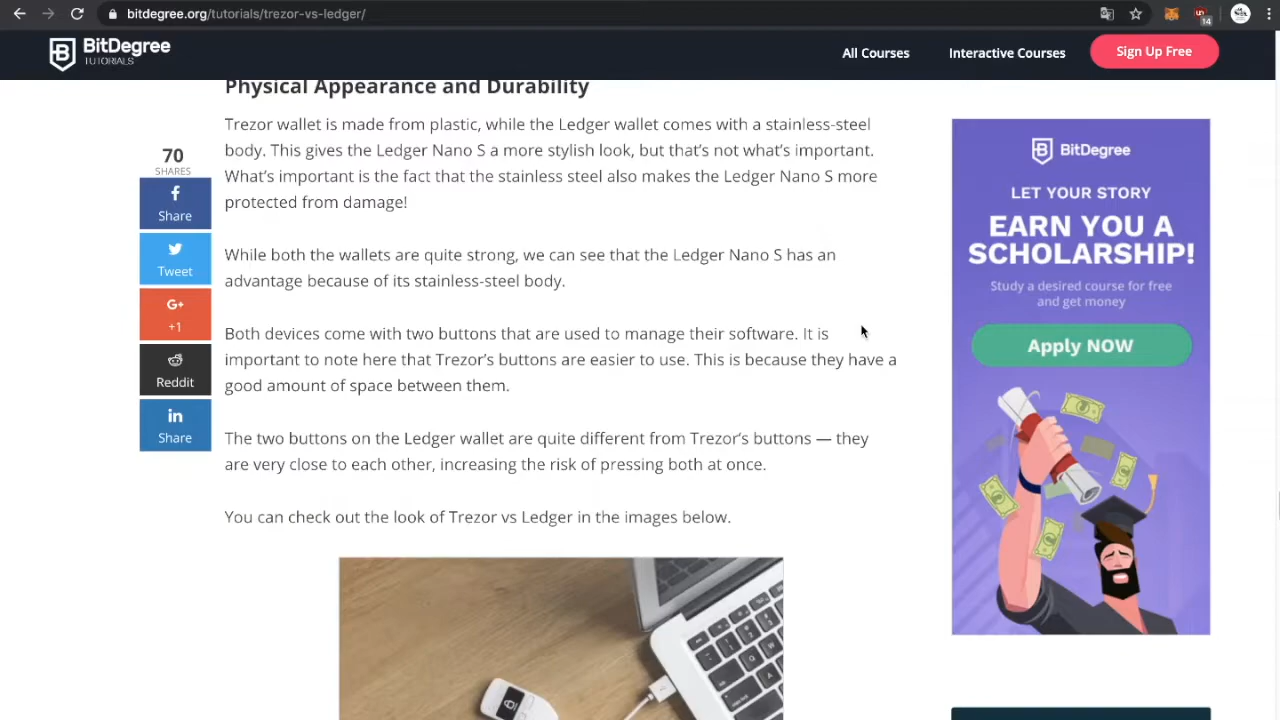 bitdegree.org/tutorials/trezor-vs-ledger/
14
BitDegree
TUTORIALS
All Courses
Interactive Courses
Sign Up Free
Physical Appearance and Durability
Trezor wallet is made from plastic, while the Ledger wallet comes with a stainless-steel
body. This gives the Ledger Nano S a more stylish look, but that's not what's important.
What's important is the fact that the stainless steel also makes the Ledger Nano S more
protected from damage!
While both the wallets are quite strong, we can see that the Ledger Nano S has an
advantage because of its stainless-steel body.
Both devices come with two buttons that are used to manage their software. It is
important to note here that Trezor's buttons are easier to use. This is because they have a
good amount of space between them.
The two buttons on the Ledger wallet are quite different from Trezor's buttons — they
are very close to each other, increasing the risk of pressing both at once.
You can check out the look of Trezor vs Ledger in the images below.
70
SHARES
Share
Tweet
G+
+1
Reddit
in
Share
BitDegree
LET YOUR STORY
EARN YOU A
SCHOLARSHIP!
Study a desired course for free
and get money
Apply NOW